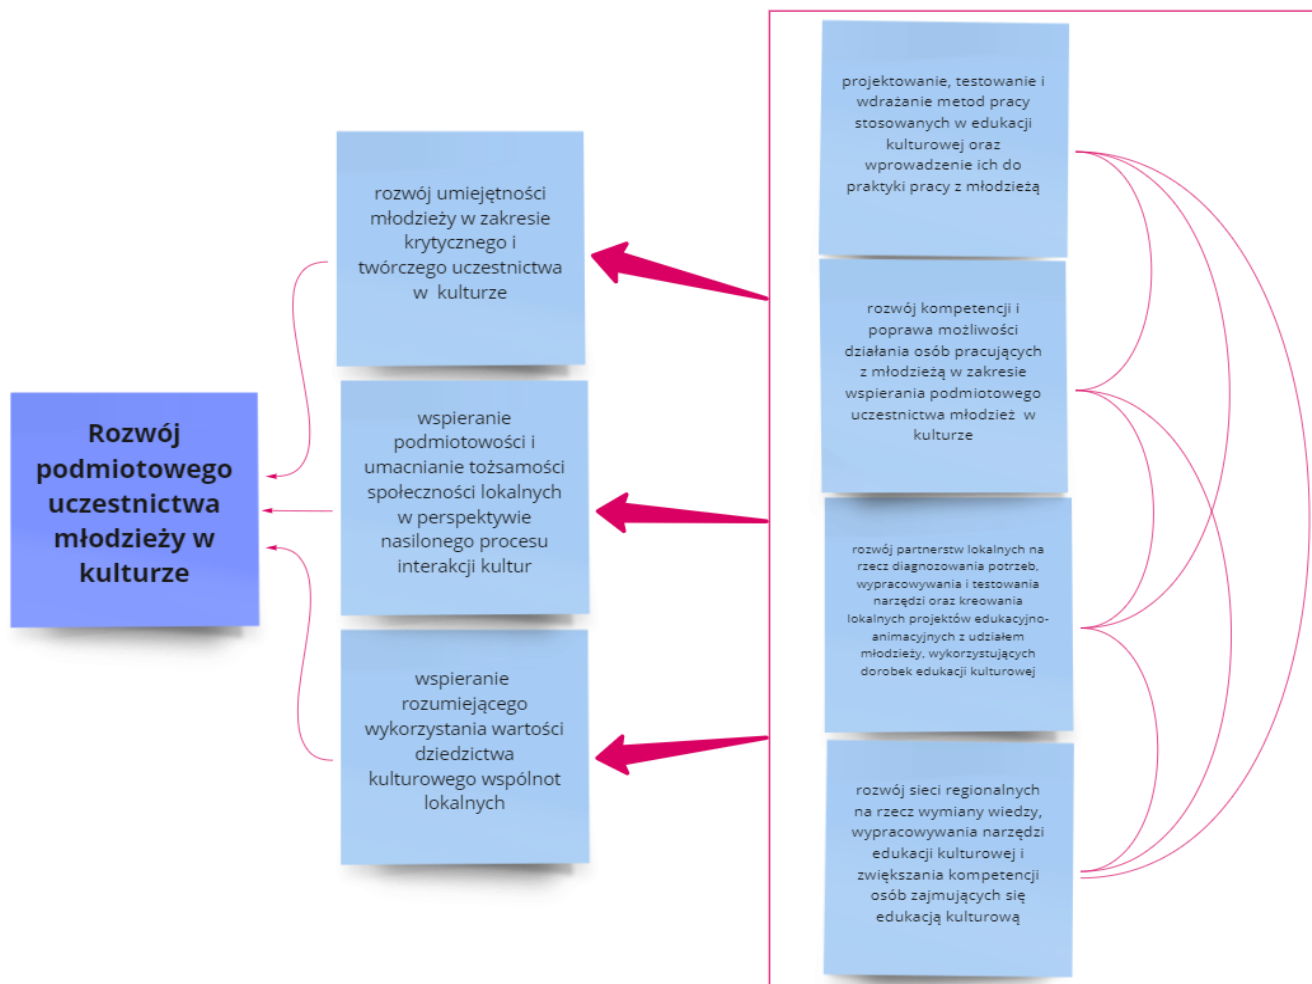 Rozwój
podmiotowego
uczestnictwa
młodzieży w
kulturze
rozwój umiejętności
młodzieży w zakresie
krytycznego i
twórczego uczestnictwa
w kulturze
wspieranie
podmiotowości i
umacnianie tożsamości
społeczności lokalnych
w perspektywie
nasilonego procesu
interakcji kultur
wspieranie
rozumiejącego
wykorzystania wartości
dziedzictwa
kulturowego wspólnot
lokalnych
projektowanie, testowanie i
wdrażanie metod pracy
stosowanych w edukacji
kulturowej oraz
wprowadzenie ich do
praktyki pracy z młodzieżą
rozwój kompetencji i
poprawa możliwości
działania osób pracujących
z młodzieżą w zakresie
wspierania podmiotowego
uczestnictwa młodzież w
kulturze
rozwój partnerstw lokalnych na
rzecz diagnozowania potrzeb,
wypracowywania i testowania
narzędzi oraz kreowania
lokalnych projektów edukacyjno-
animacyjnych z udziałem
młodzieży, wykorzystujących
dorobek edukacji kulturowej
rozwój sieci regionalnych
na rzecz wymiany wiedzy,
wypracowywania narzędzi
edukacji kulturowej i
zwiększania kompetencji
osób zajmujących się
edukacją kulturową